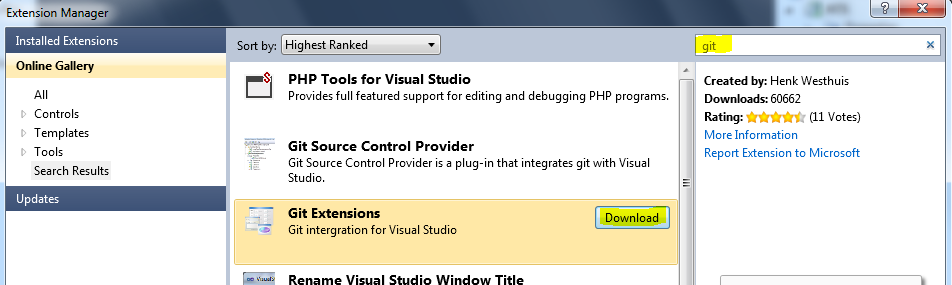 Extension Manager
?
Installed Extensions
Online Gallery
All
Controls
Templates
Tools
Search Results
Updates
Sort by: Highest Ranked
PHP Tools for Visual Studio
Provides full featured support for editing and debugging PHP programs.
Git Source Control Provider
Git Source Control Provider is a plug-in that integrates git with Visual
Studio.
Git Extensions
Git intergration for Visual Studio
Download
Rename Visual Studio Window Title
git
Created by: Henk Westhuis
Downloads: 60662
Rating: (11 Votes)
More Information
Report Extension to Microsoft